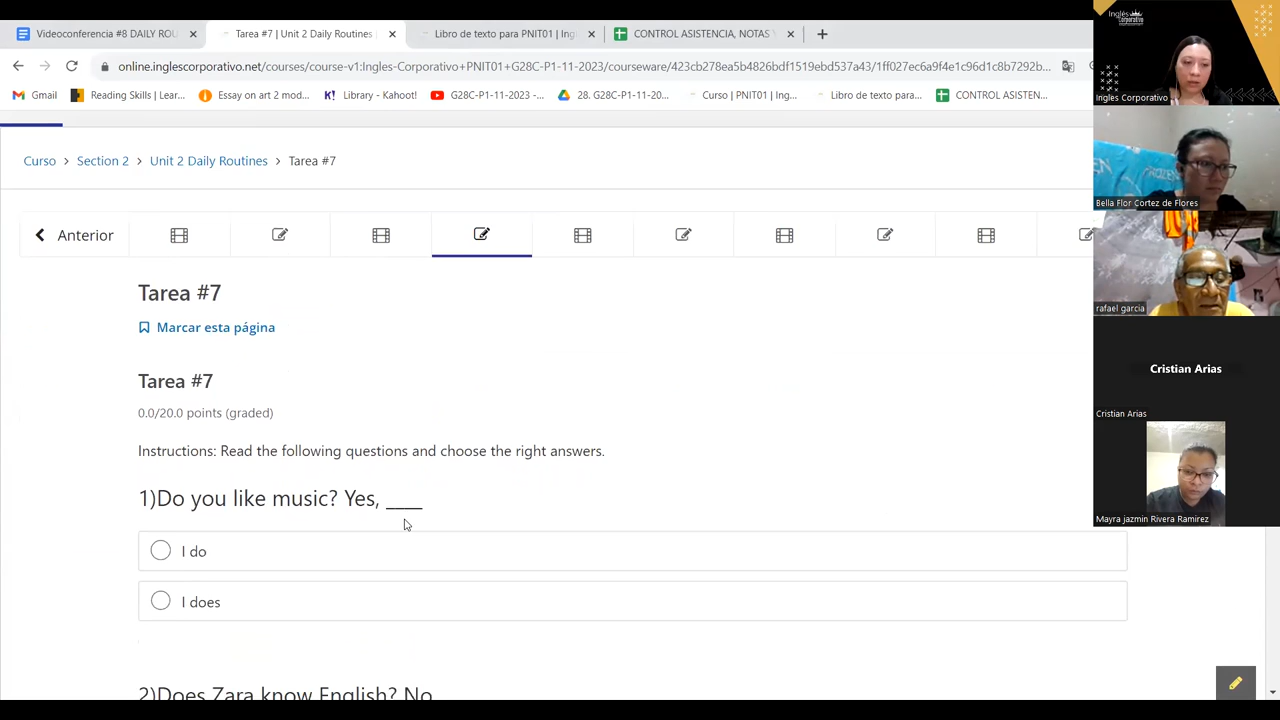 Videoconferencia #8 DAILY ROU
Tarea #7 | Unit 2 Daily Routines |
Libro de texto para PNIT01 | Ing
CONTROL ASISTENCIA, NOTAS Y
online.inglescorporativo.net/courses/course-v1:Ingles-Corporativo+PNIT01+G28C-P1-11-2023/courseware/
Gmail
Reading Skills | Lear...
Essay on art 2 mod...
Library - Kano...
G28C-P1-11-2023 -...
28. G28C-P1-11-20...
Curso | PNIT1 | Ing...
Libro de texto para...
CONTROL ASISTEN...
Curso > Section 2 > Unit 2 Daily Routines > Tarea #7
Anterior
Tarea #7
Marcar esta página
Tarea #7
0.0/20.0 points (graded)
Instructions: Read the following questions and choose the right answers.
1)Do you like music? Yes, ____
I do
I does
2)Does Zara know English? No
Inglés
Corporativo
Ingles Corporativo
Bella Flor Cortez de Flores
rafael garcia
Cristian Arias
Cristian Arias
Mayra jazmin Rivera Ramirez